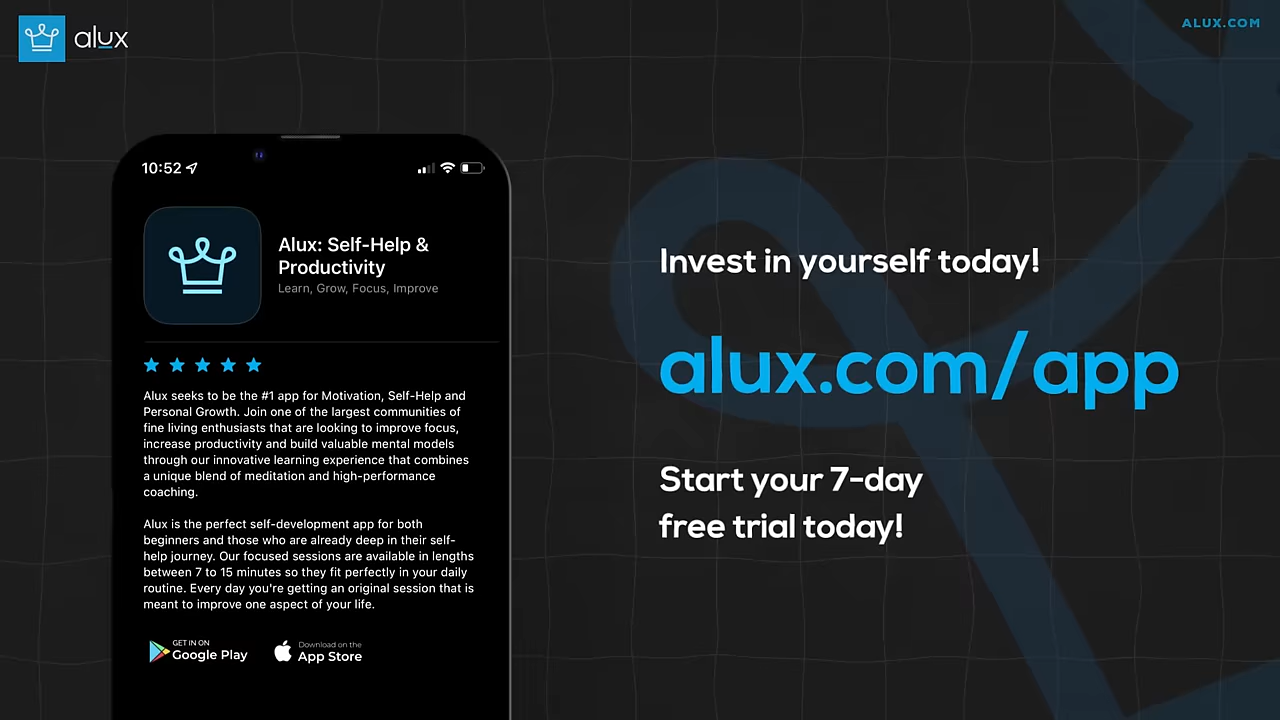 alux
ALUX.COM
10:52
Alux: Self-Help &
Productivity
Learn, Grow, Focus, Improve
Alux seeks to be the #1 app for Motivation, Self-Help and
Personal Growth. Join one of the largest communities of
fine living enthusiasts that are looking to improve focus,
increase productivity and build valuable mental models
through our innovative learning experience that combines
a unique blend of meditation and high-performance
coaching.
Alux is the perfect self-development app for both
beginners and those who are already deep in their self-
help journey. Our focused sessions are available in lengths
between 7 to 15 minutes so they fit perfectly in your daily
routine. Every day you're getting an original session that is
meant to improve one aspect of your life.
GET IN ON
Google Play
Download on the
App Store
Invest in yourself today!
alux.com/app
Start your 7-day
free trial today!